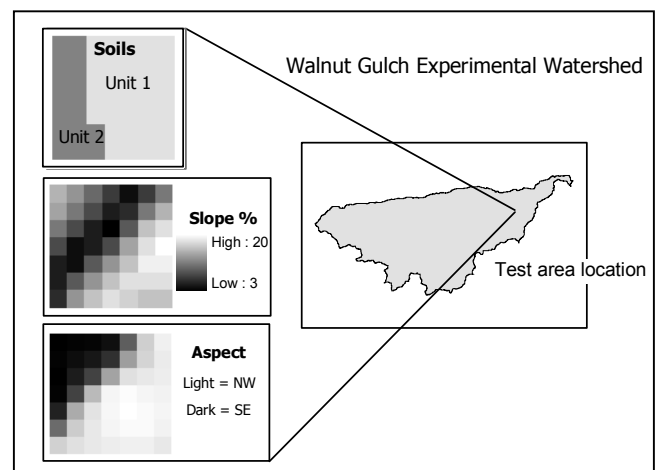 Soils
Unit 1
Unit 2
Walnut Gulch Experimental Watershed
Slope %
High : 20
Low : 3
Test area location
Aspect
Light = NW
Dark = SE